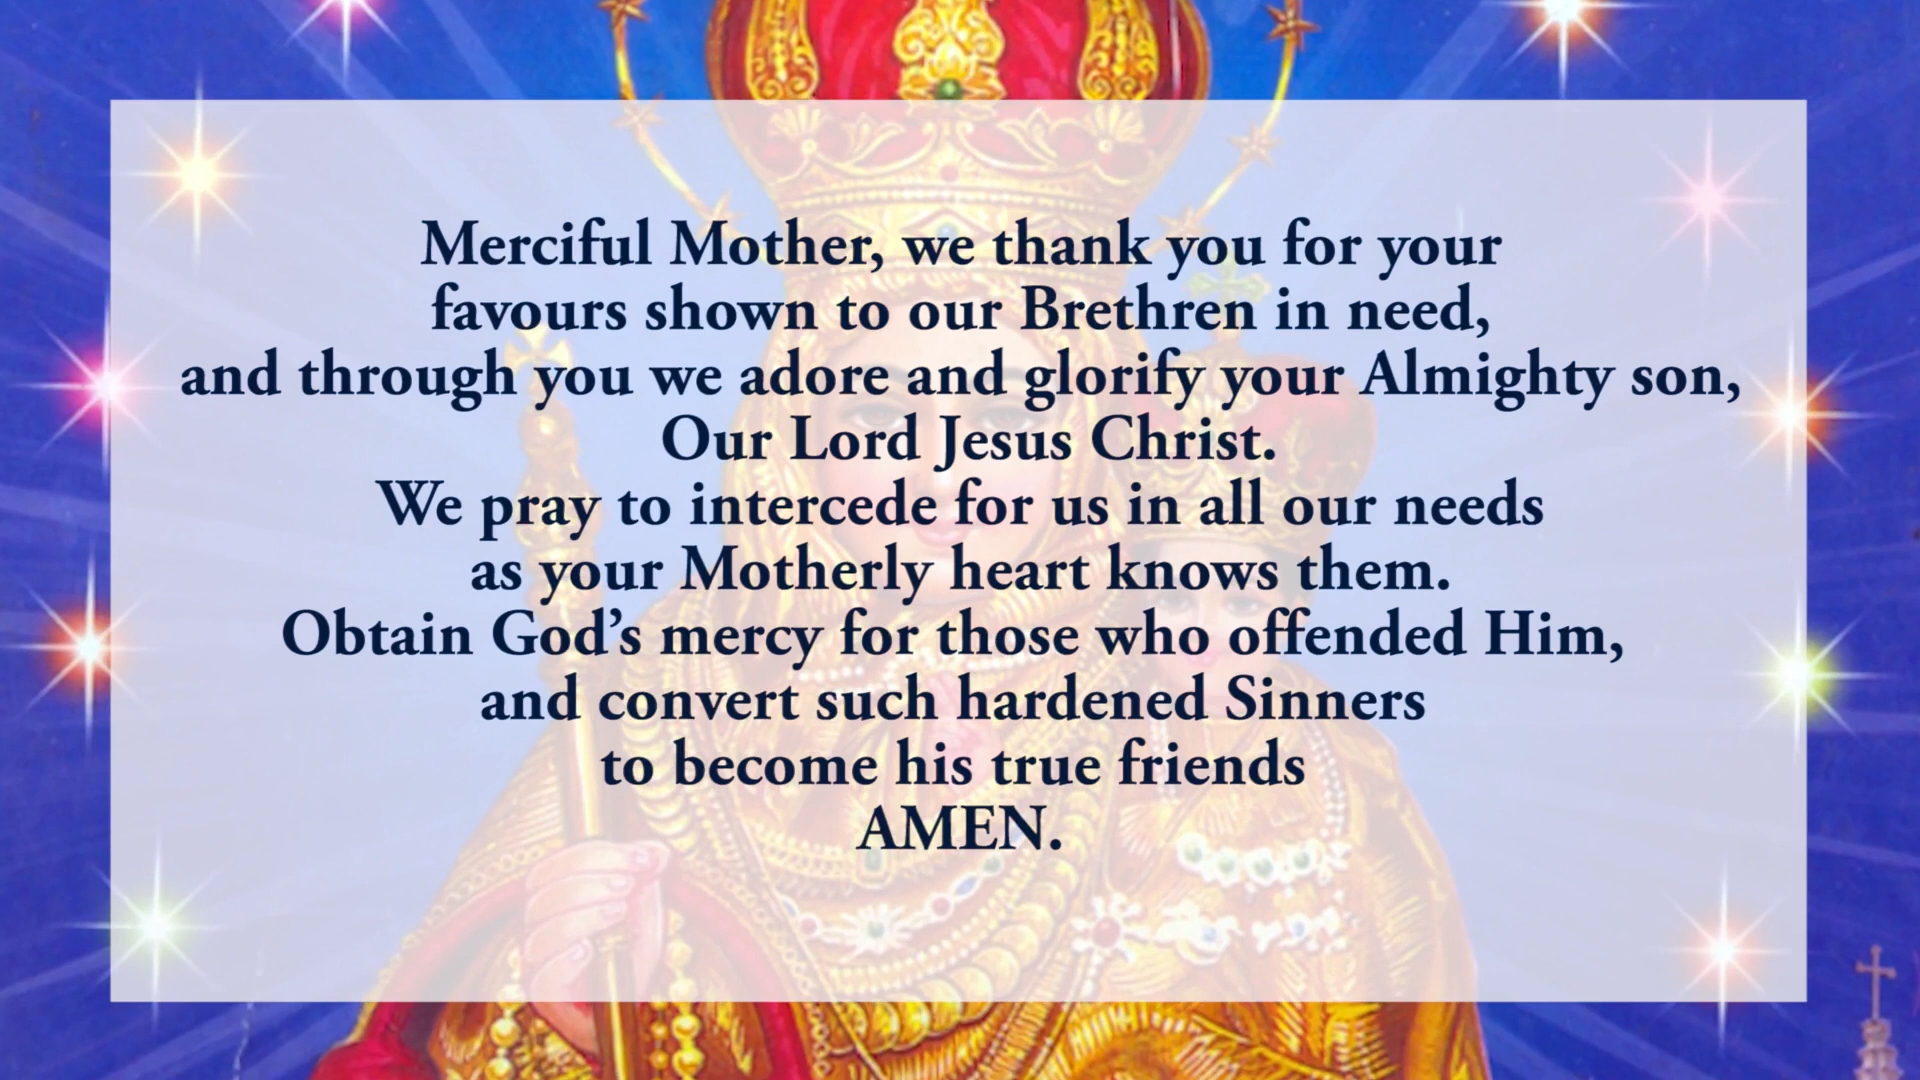 Merciful Mother, we thank you for your
favours shown to our Brethren in need,
and through you we adore and glorify your Almighty son,
Our Lord Jesus Christ.
We pray to intercede for us in all our needs
as your Motherly heart knows them.
Obtain God’s mercy for those who offended Him,
and convert such hardened Sinners
to become his true friends
AMEN.